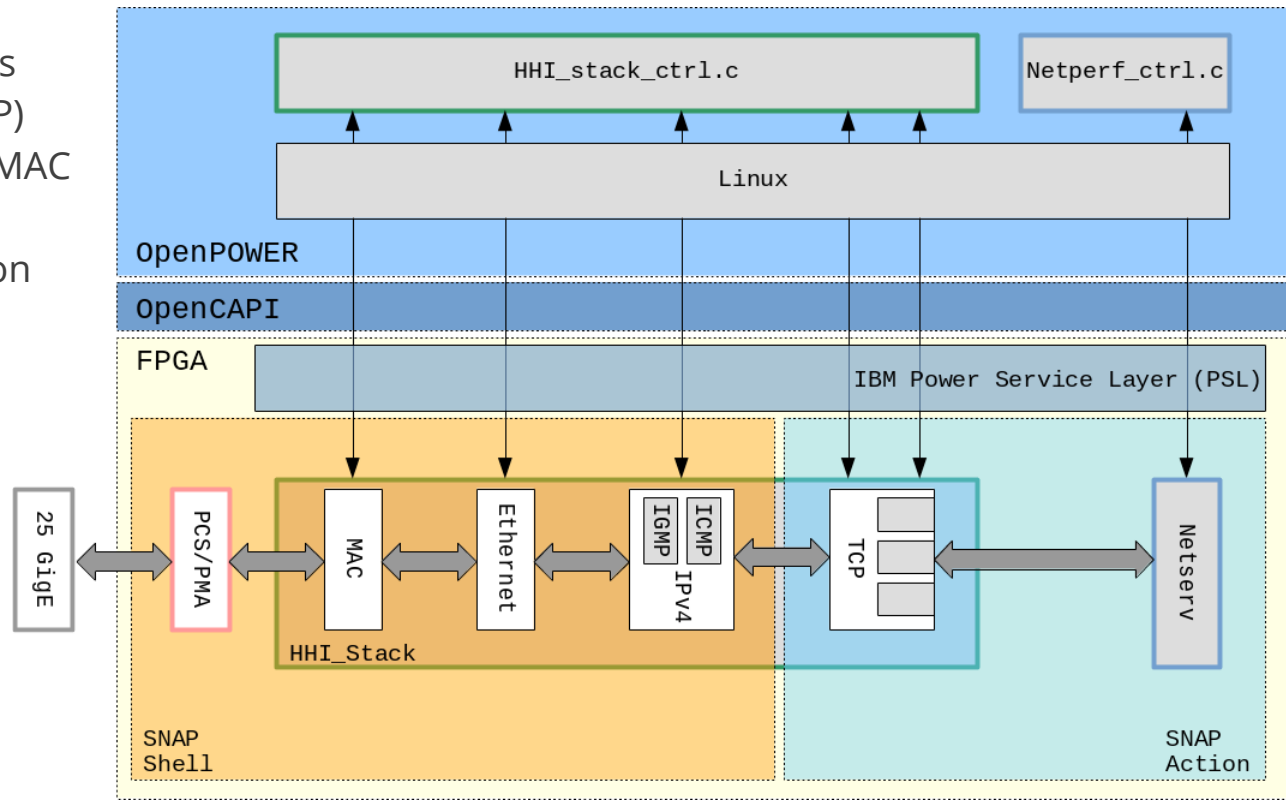 s
P)
MAC
on
HHI_stack_ctrl.c
Netperf_ctrl.c
Linux
OpenPOWER
OpenCAPI
FPGA
IBM Power Service Layer (PSL)
25 GigE
PCS/PMA
MAC
Ethernet
IGMP
ICMP
IPv4
TCP
Netserv
HHI_Stack
SNAP
Shell
SNAP
Action